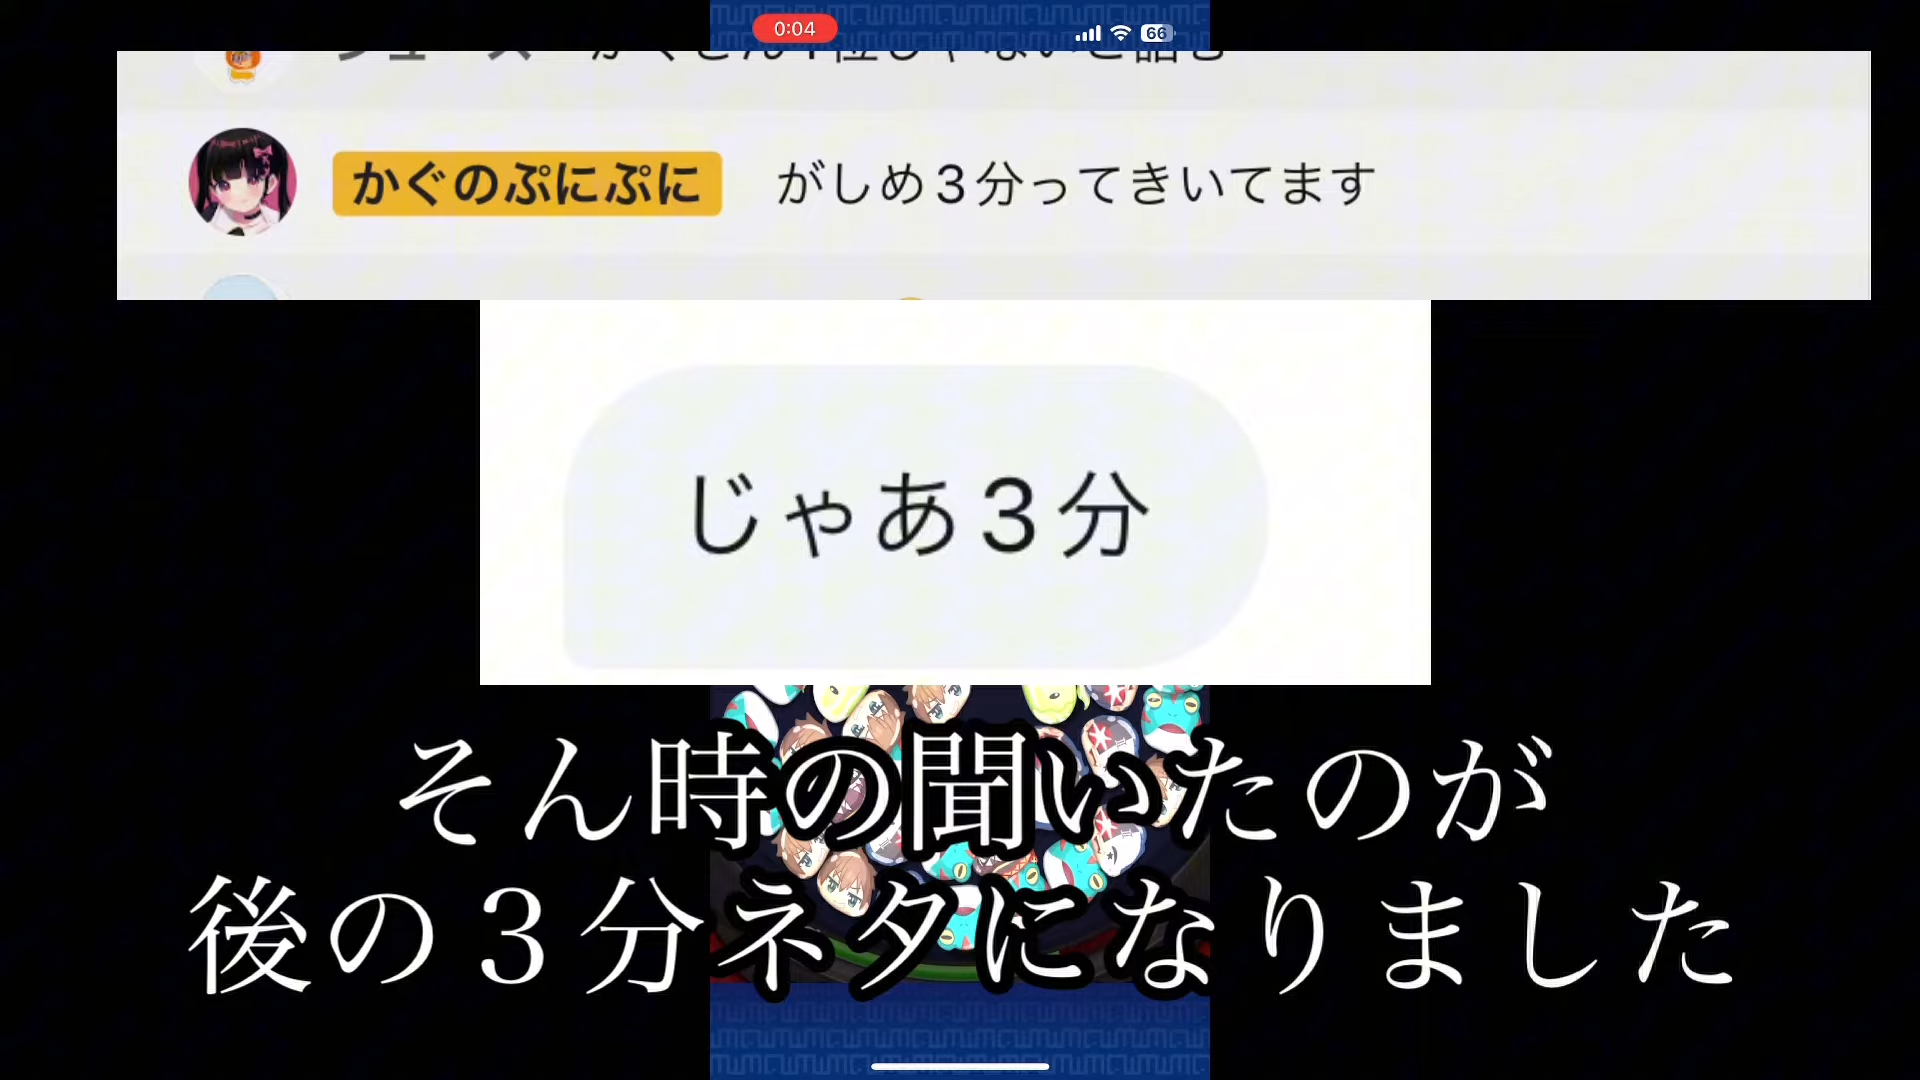 0:04
66
かぐのぷにぷに がしめ３分ってきいてます
じゃあ３分
そん時の聞いたのが
後の３分ネタになりました